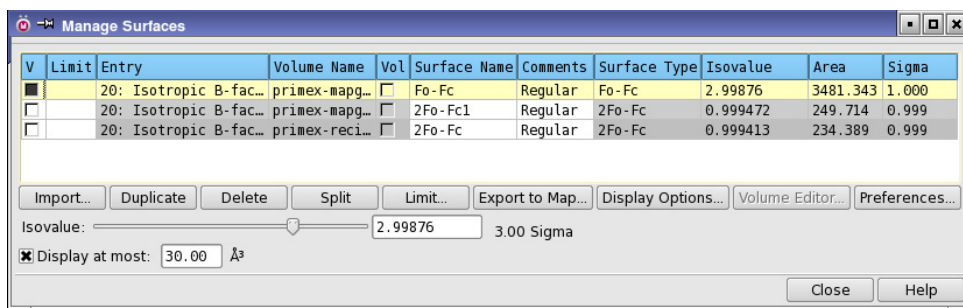 Manage Surfaces
V Limit Entry Volume Name Vol Surface Name Comments Surface Type Isovalue Area Sigma
20: Isotropic B-fac… primex-mapg… Fo-Fc Regular Fo-Fc 2.99876 3481.343 1.000
20: Isotropic B-fac… primex-mapg… 2Fo-Fc1 Regular 2Fo-Fc 0.999472 249.714 0.999
20: Isotropic B-fac… primex-reci… 2Fo-Fc Regular 2Fo-Fc 0.999413 234.389 0.999
Import... Duplicate Delete Split Limit... Export to Map... Display Options... Volume Editor... Preferences...
Isovalue: 2.99876 3.00 Sigma
Display at most: 30.00 Å³
Close Help